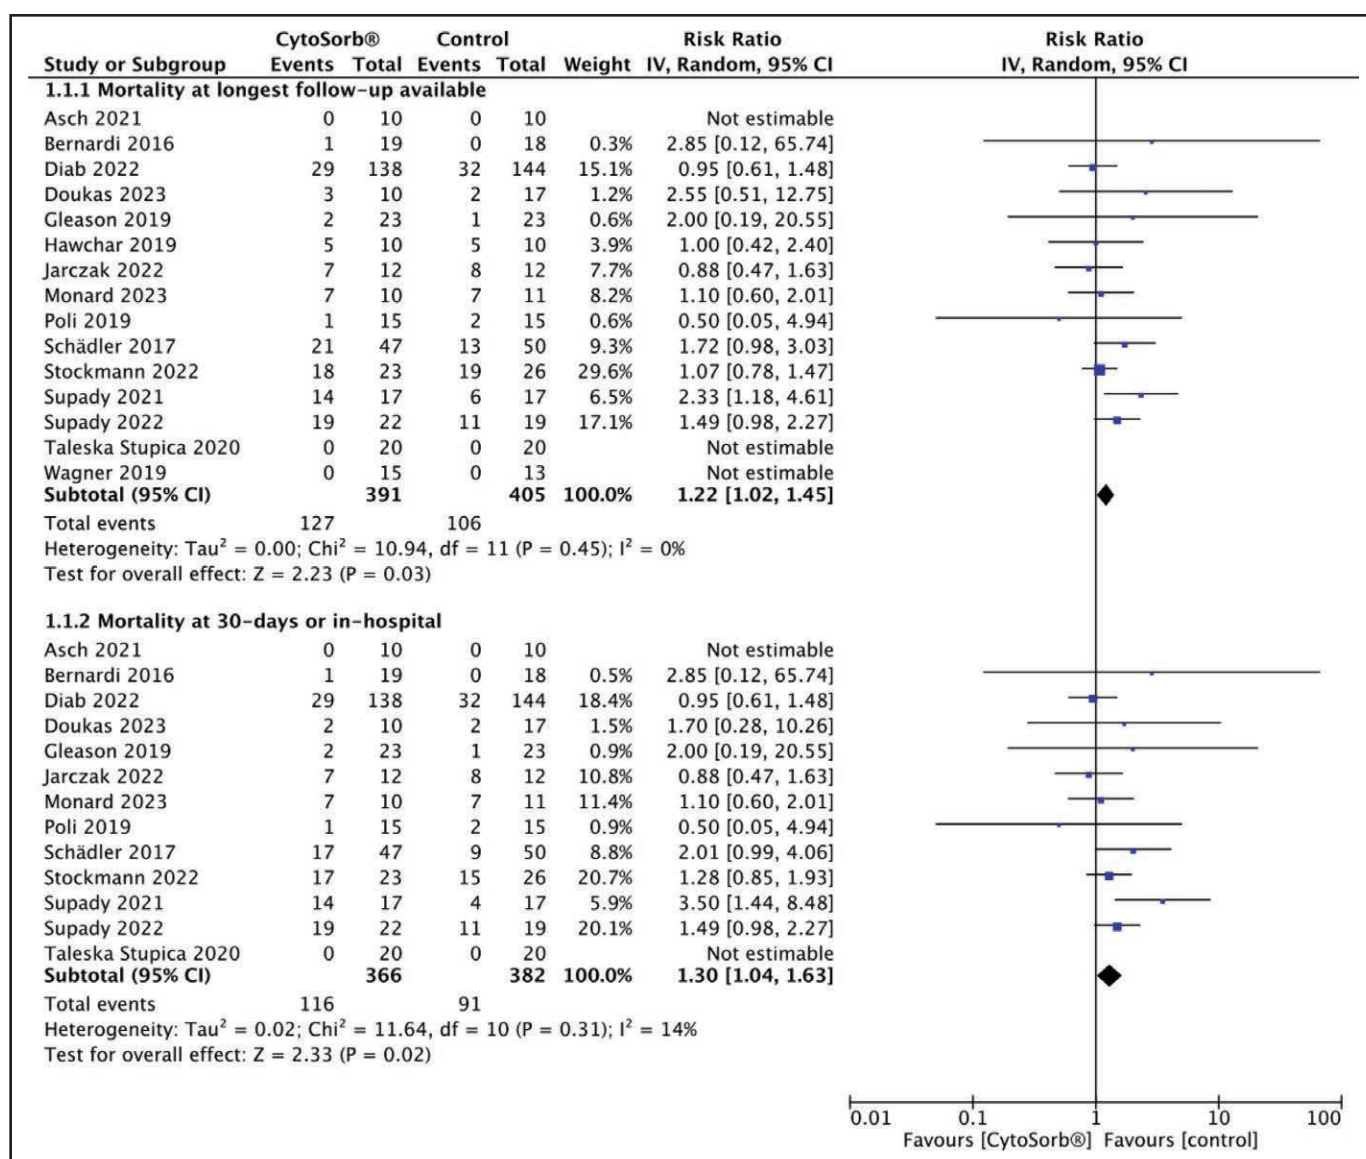 CytoSorb® Control Risk Ratio Risk Ratio
Study or Subgroup Events Total Events Total Weight IV, Random, 95% CI IV, Random, 95% CI
1.1.1 Mortality at longest follow-up available
Asch 2021 0 10 0 10 Not estimable
Bernardi 2016 1 19 0 18 0.3% 2.85 [0.12, 65.74]
Diab 2022 29 138 32 144 15.1% 0.95 [0.61, 1.48]
Doukas 2023 3 10 2 17 1.2% 2.55 [0.51, 12.75]
Gleason 2019 2 23 1 23 0.6% 2.00 [0.19, 20.55]
Hawchar 2019 5 10 5 10 3.9% 1.00 [0.42, 2.40]
Jarczak 2022 7 12 8 12 7.7% 0.88 [0.47, 1.63]
Monard 2023 7 10 7 11 8.2% 1.10 [0.60, 2.01]
Poli 2019 1 15 2 15 0.6% 0.50 [0.05, 4.94]
Schädler 2017 21 47 13 50 9.3% 1.72 [0.98, 3.03]
Stockmann 2022 18 23 19 26 29.6% 1.07 [0.78, 1.47]
Supady 2021 14 17 6 17 6.5% 2.33 [1.18, 4.61]
Supady 2022 19 22 11 19 17.1% 1.49 [0.98, 2.27]
Taleska Stupica 2020 0 20 0 20 Not estimable
Wagner 2019 0 15 0 13 Not estimable
Subtotal (95% CI) 391 405 100.0% 1.22 [1.02, 1.45]
Total events 127 106
Heterogeneity: Tau² = 0.00; Chi² = 10.94, df = 11 (P = 0.45); I² = 0%
Test for overall effect: Z = 2.23 (P = 0.03)
1.1.2 Mortality at 30-days or in-hospital
Asch 2021 0 10 0 10 Not estimable
Bernardi 2016 1 19 0 18 0.5% 2.85 [0.12, 65.74]
Diab 2022 29 138 32 144 18.4% 0.95 [0.61, 1.48]
Doukas 2023 2 10 2 17 1.5% 1.70 [0.28, 10.26]
Gleason 2019 2 23 1 23 0.9% 2.00 [0.19, 20.55]
Jarczak 2022 7 12 8 12 10.8% 0.88 [0.47, 1.63]
Monard 2023 7 10 7 11 11.4% 1.10 [0.60, 2.01]
Poli 2019 1 15 2 15 0.9% 0.50 [0.05, 4.94]
Schädler 2017 17 47 9 50 8.8% 2.01 [0.99, 4.06]
Stockmann 2022 17 23 15 26 20.7% 1.28 [0.85, 1.93]
Supady 2021 14 17 4 17 5.9% 3.50 [1.44, 8.48]
Supady 2022 19 22 11 19 20.1% 1.49 [0.98, 2.27]
Taleska Stupica 2020 0 20 0 20 Not estimable
Subtotal (95% CI) 366 382 100.0% 1.30 [1.04, 1.63]
Total events 116 91
Heterogeneity: Tau² = 0.02; Chi² = 11.64, df = 10 (P = 0.31); I² = 14%
Test for overall effect: Z = 2.33 (P = 0.02)
0.01 0.1 1 10 100
Favours [CytoSorb®] Favours [control]